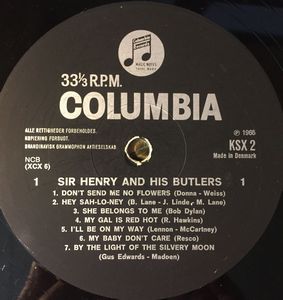 MAGIC NOTES
33⅓ R.P.M.
COLUMBIA
ALLE RETTIGHEDER FORBEHOLDES.
KOPIERING FORBUDT.
SKANDINAVISK GRAMMOPHON AKTIESELSKAB
℗ 1965
KSX 2
Made in Denmark
NCB
(XCX 6)
1 SIR HENRY AND HIS BUTLERS 1
1. DON'T SEND ME NO FLOWERS (Donna - Weiss)
2. HEY SAH-LO-NEY (B. Lane - J. Linde, M. Lane)
3. SHE BELONGS TO ME (Bob Dylan)
4. MY GAL IS RED HOT (R. Hawkins)
5. I'LL BE ON MY WAY (Lennon - McCartney)
6. MY BABY DON'T CARE (Resco)
7. BY THE LIGHT OF THE SILVERY MOON
(Gus Edwards - Madden)